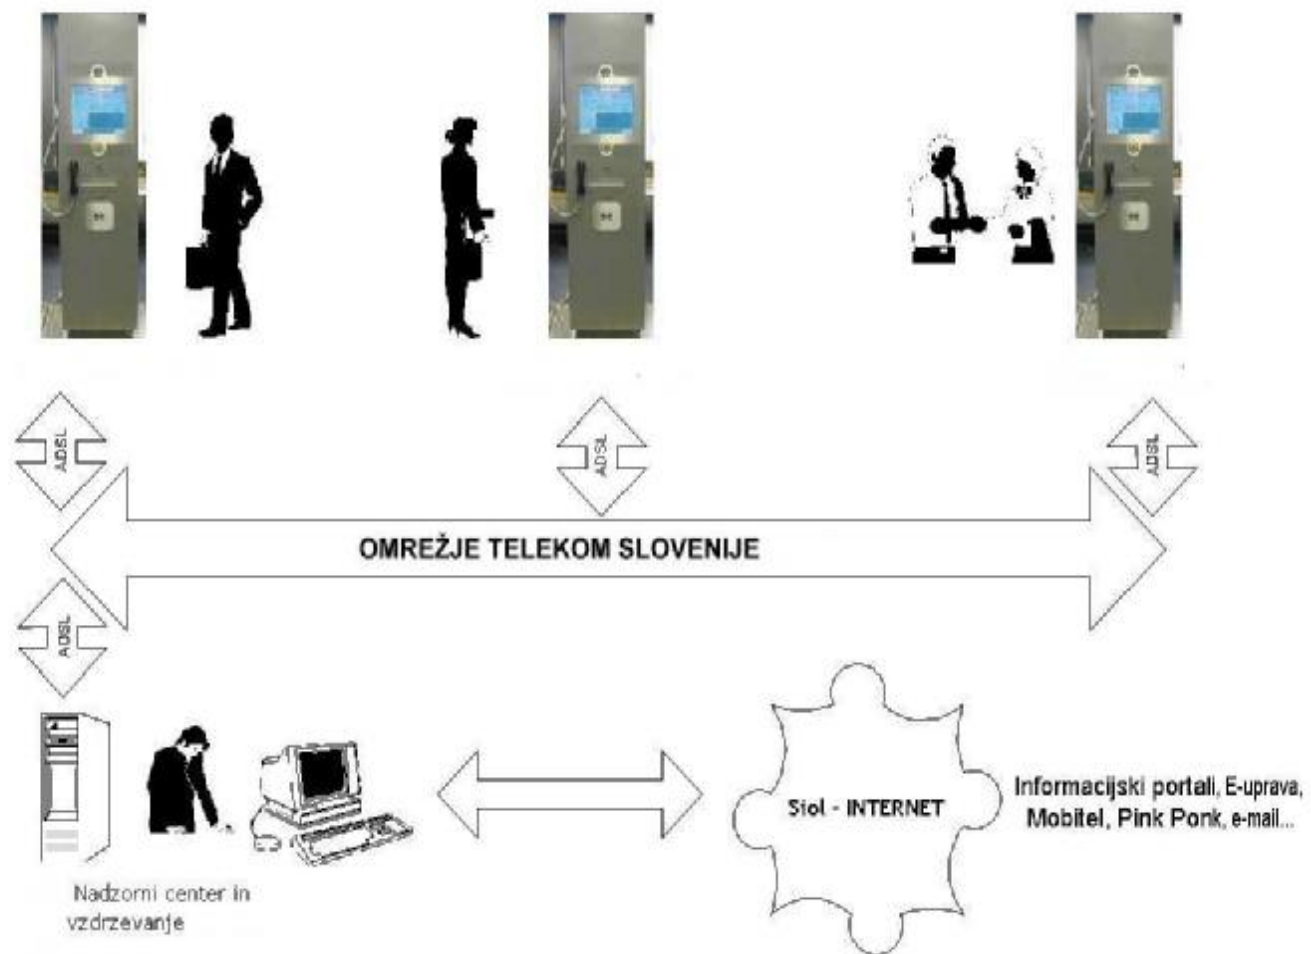 ADSL
ADSL
ADSL
OMREŽJE TELEKOM SLOVENIJE
ADSL
Siol - INTERNET
Informacijski portali, E-uprava,
Mobitel, Pink Ponk, e-mail...
Nadzorni center in
vzdrzevanje